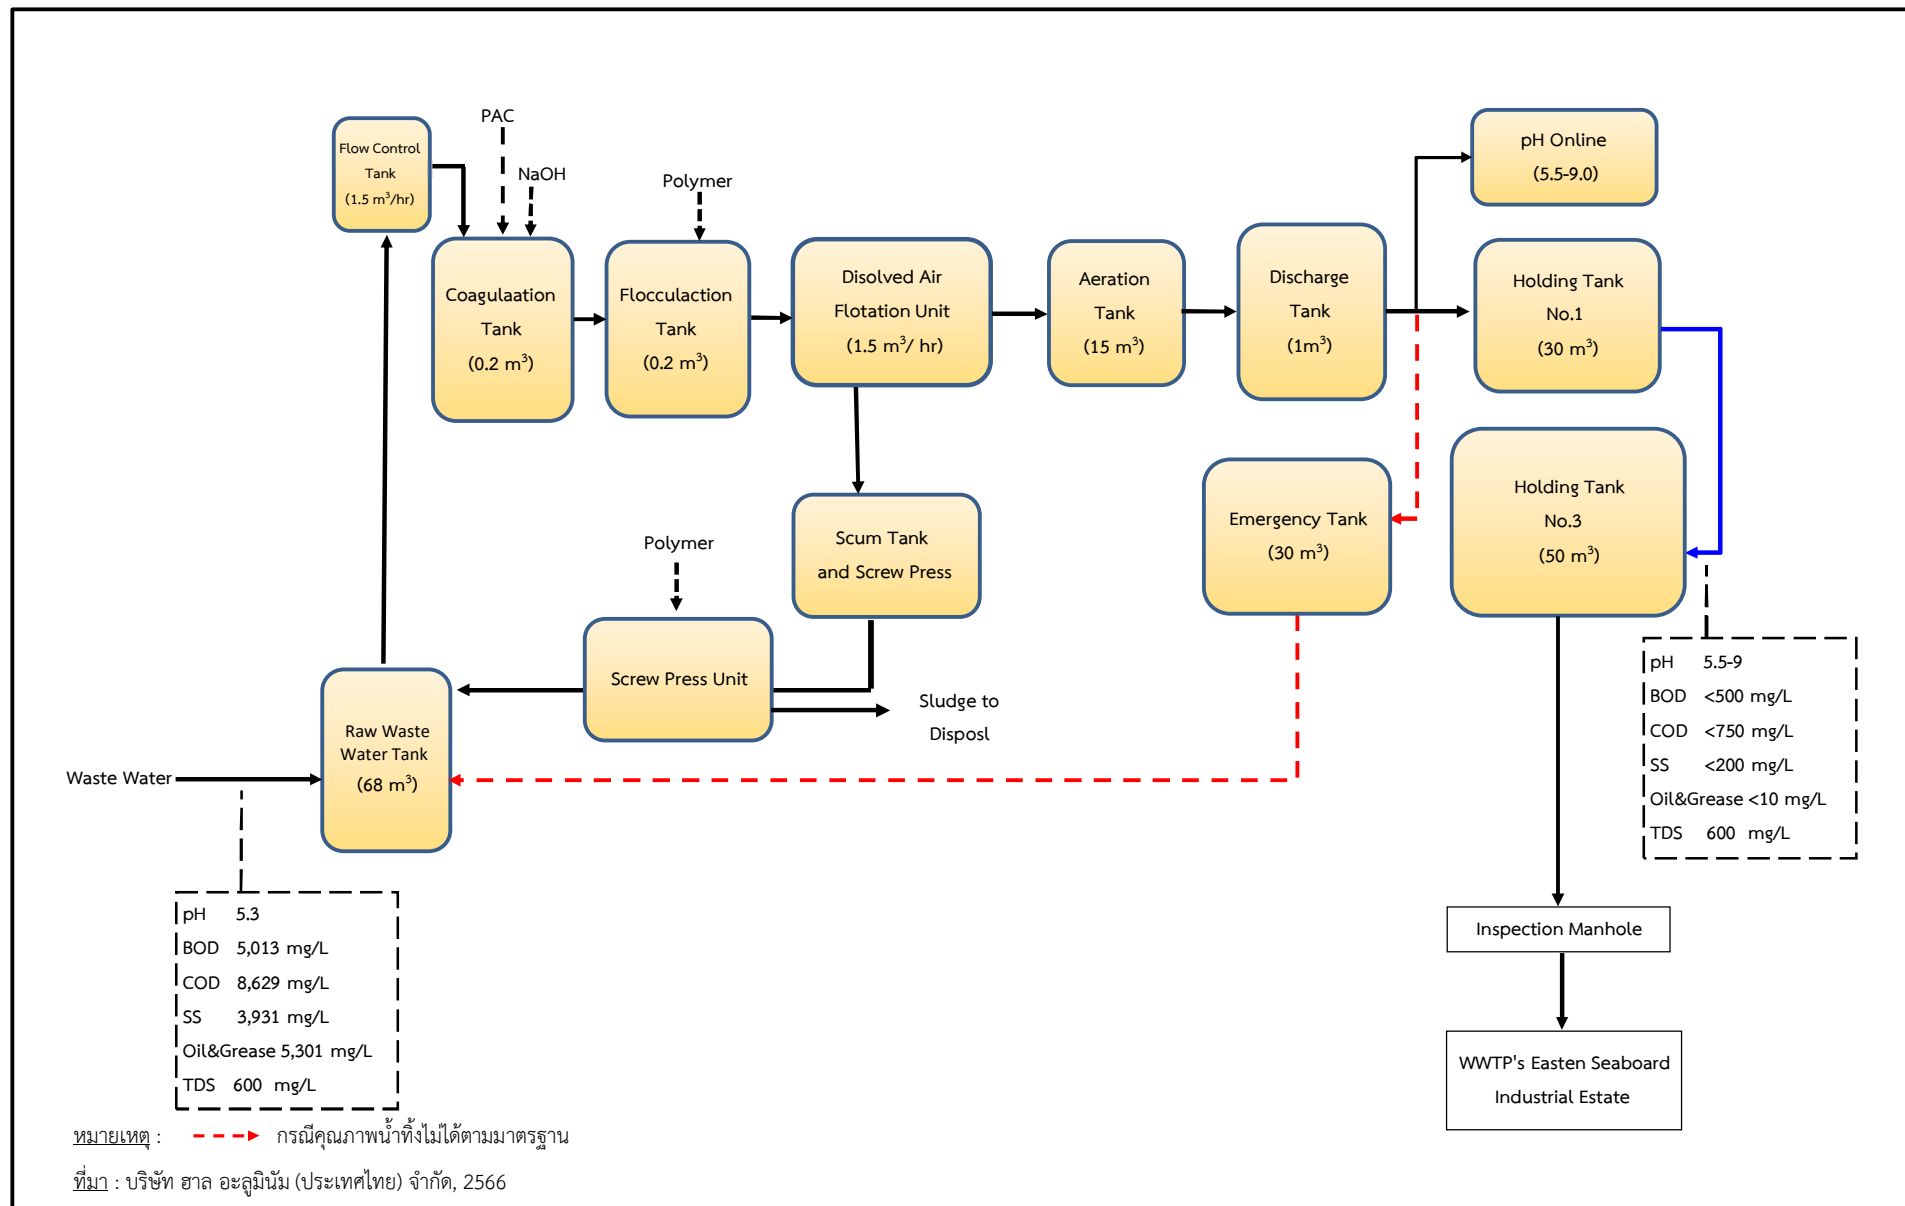 PAC
NaOH
Polymer
Flow Control
Tank
(1.5 m³/hr)
Coagulaation
Tank
(0.2 m³)
Flocculaction
Tank
(0.2 m³)
Disolved Air
Flotation Unit
(1.5 m³/ hr)
Aeration
Tank
(15 m³)
Discharge
Tank
(1m³)
pH Online
(5.5-9.0)
Holding Tank
No.1
(30 m³)
Holding Tank
No.3
(50 m³)
Emergency Tank
(30 m³)
Scum Tank
and Screw Press
Polymer
Screw Press Unit
Sludge to
Disposl
Raw Waste
Water Tank
(68 m³)
Waste Water
pH 5.3
BOD 5,013 mg/L
COD 8,629 mg/L
SS 3,931 mg/L
Oil&Grease 5,301 mg/L
TDS 600 mg/L
pH 5.5-9
BOD <500 mg/L
COD <750 mg/L
SS <200 mg/L
Oil&Grease <10 mg/L
TDS 600 mg/L
Inspection Manhole
WWTP's Easten Seaboard
Industrial Estate
หมายเหตุ : กรณีคุณภาพน้ำทิ้งไม่ได้ตามมาตรฐาน
ที่มา : บริษัท ฮาล อะลูมินัม (ประเทศไทย) จำกัด, 2566